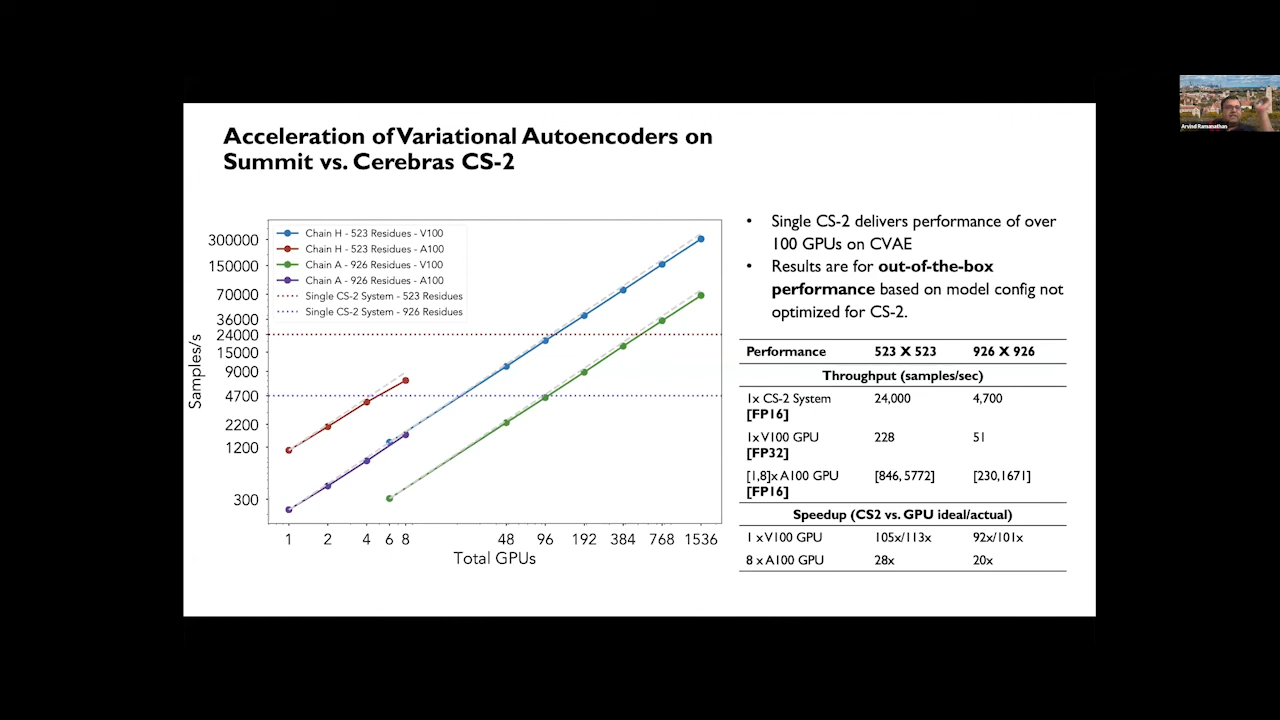 Acceleration of Variational Autoencoders on
Summit vs. Cerebras CS-2
Samples/s
300000
150000
70000
36000
24000
15000
9000
4700
2200
1200
300
Chain H - 523 Residues - V100
Chain H - 523 Residues - A100
Chain A - 926 Residues - V100
Chain A - 926 Residues - A100
Single CS-2 System - 523 Residues
Single CS-2 System - 926 Residues
1 2 4 6 8 48 96 192 384 768 1536
Total GPUs
• Single CS-2 delivers performance of over
100 GPUs on CVAE
• Results are for out-of-the-box
performance based on model config not
optimized for CS-2.
Performance 523 X 523 926 X 926
Throughput (samples/sec)
1x CS-2 System 24,000 4,700
[FP16]
1x V100 GPU 228 51
[FP32]
[1,8]x A100 GPU [846, 5772] [230,1671]
[FP16]
Speedup (CS2 vs. GPU ideal/actual)
1 x V100 GPU 105x/113x 92x/101x
8 x A100 GPU 28x 20x
Arvind Ramanathan